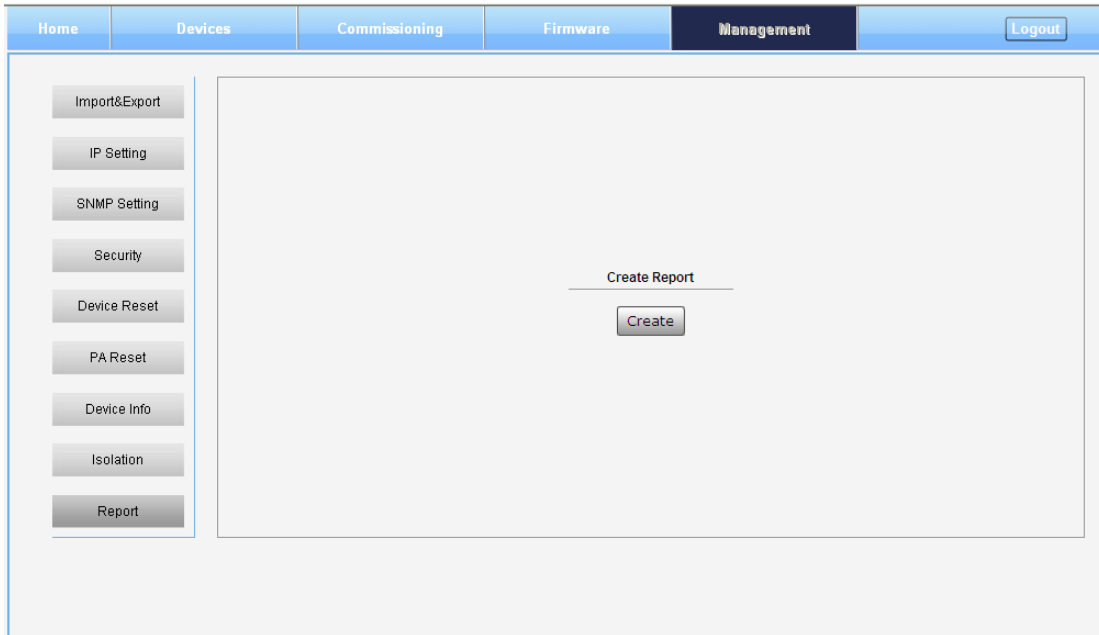 Home Devices Commissioning Firmware Management Logout
Import&Export
IP Setting
SNMP Setting
Security
Create Report
Device Reset
Create
PA Reset
Device Info
Isolation
Report